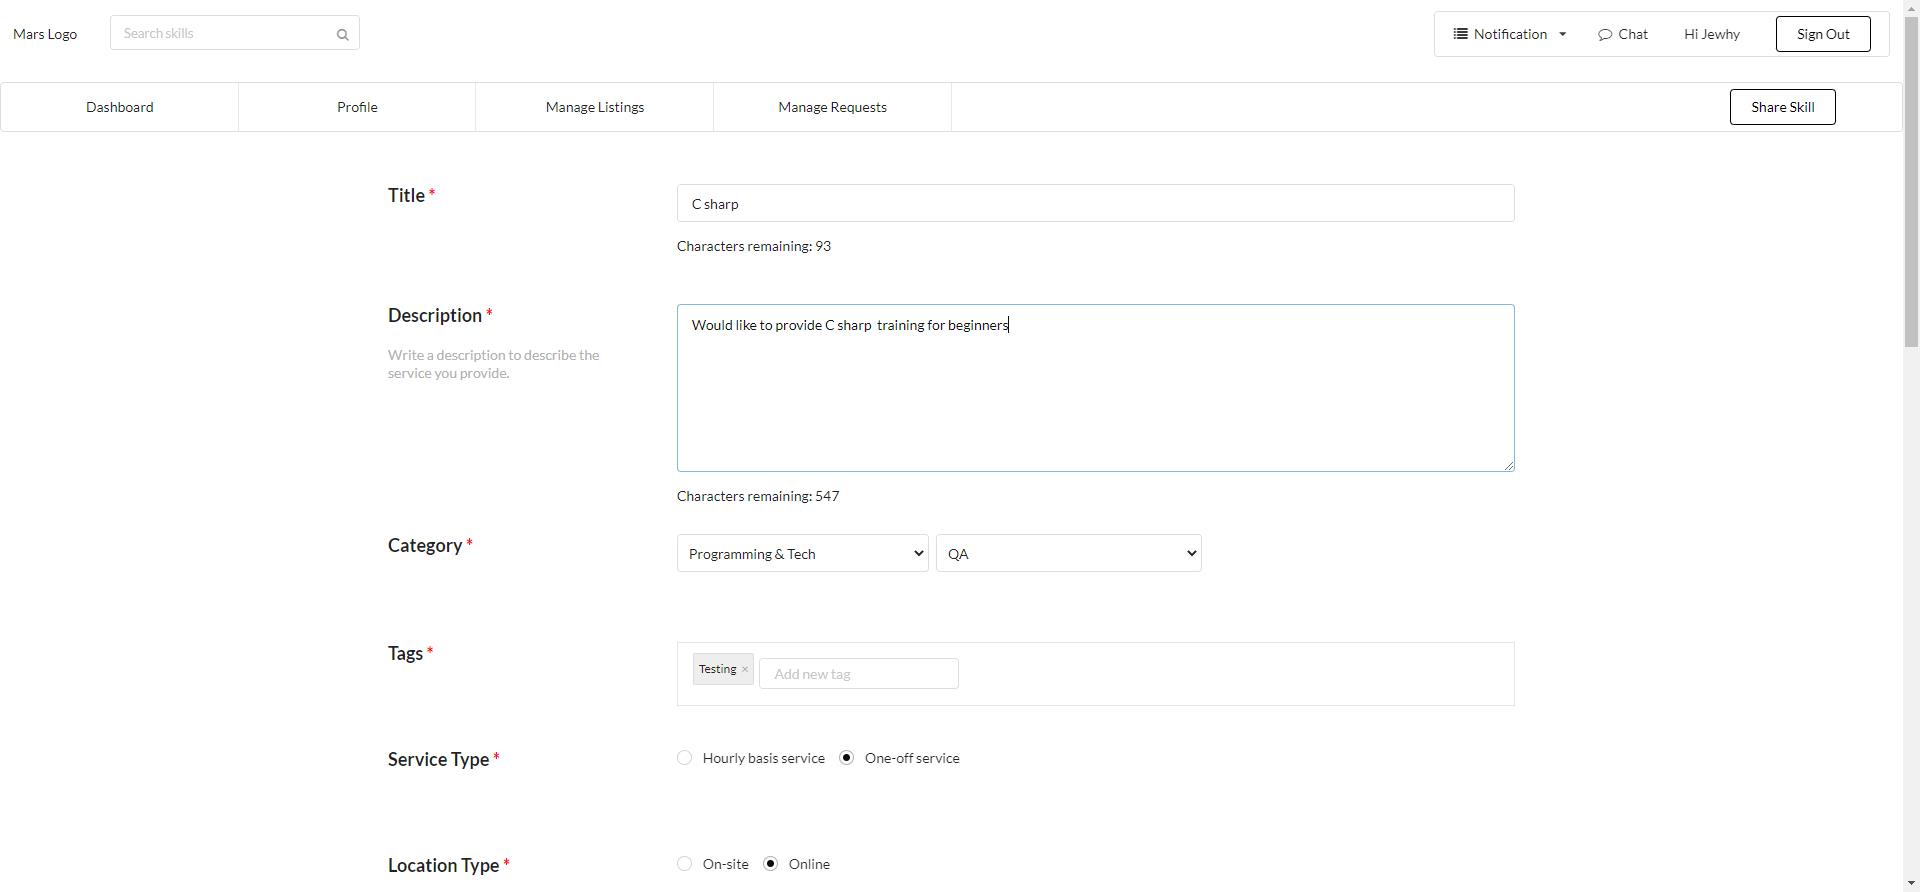 Mars Logo
Search skills
Notification
Chat
Hi Jewhy
Sign Out
Dashboard
Profile
Manage Listings
Manage Requests
Share Skill
Title *
C sharp
Characters remaining: 93
Description *
Write a description to describe the
service you provide.
Would like to provide C sharp  training for beginners
Characters remaining: 547
Category *
Programming & Tech
QA
Tags *
Testing ×
Add new tag
Service Type *
Hourly basis service
One-off service
Location Type *
On-site
Online